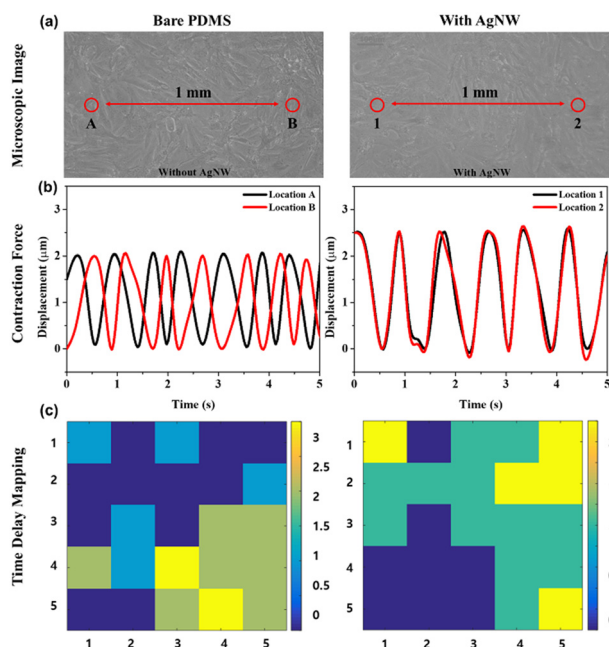 Bare PDMS
With AgNW
(a)
Microscopic Image
1 mm
A
B
Without AgNW
1 mm
1
2
With AgNW
(b)
Contraction Force
Displacement (μm)
3
2
1
0
Location A
Location B
0 1 2 3 4 5
Time (s)
Displacement (μm)
3
2
1
0
Location 1
Location 2
0 1 2 3 4 5
Time (s)
(c)
Time Delay Mapping
1
2
3
4
5
1 2 3 4 5
3
2.5
2
1.5
1
0.5
0
1
2
3
4
5
1 2 3 4 5